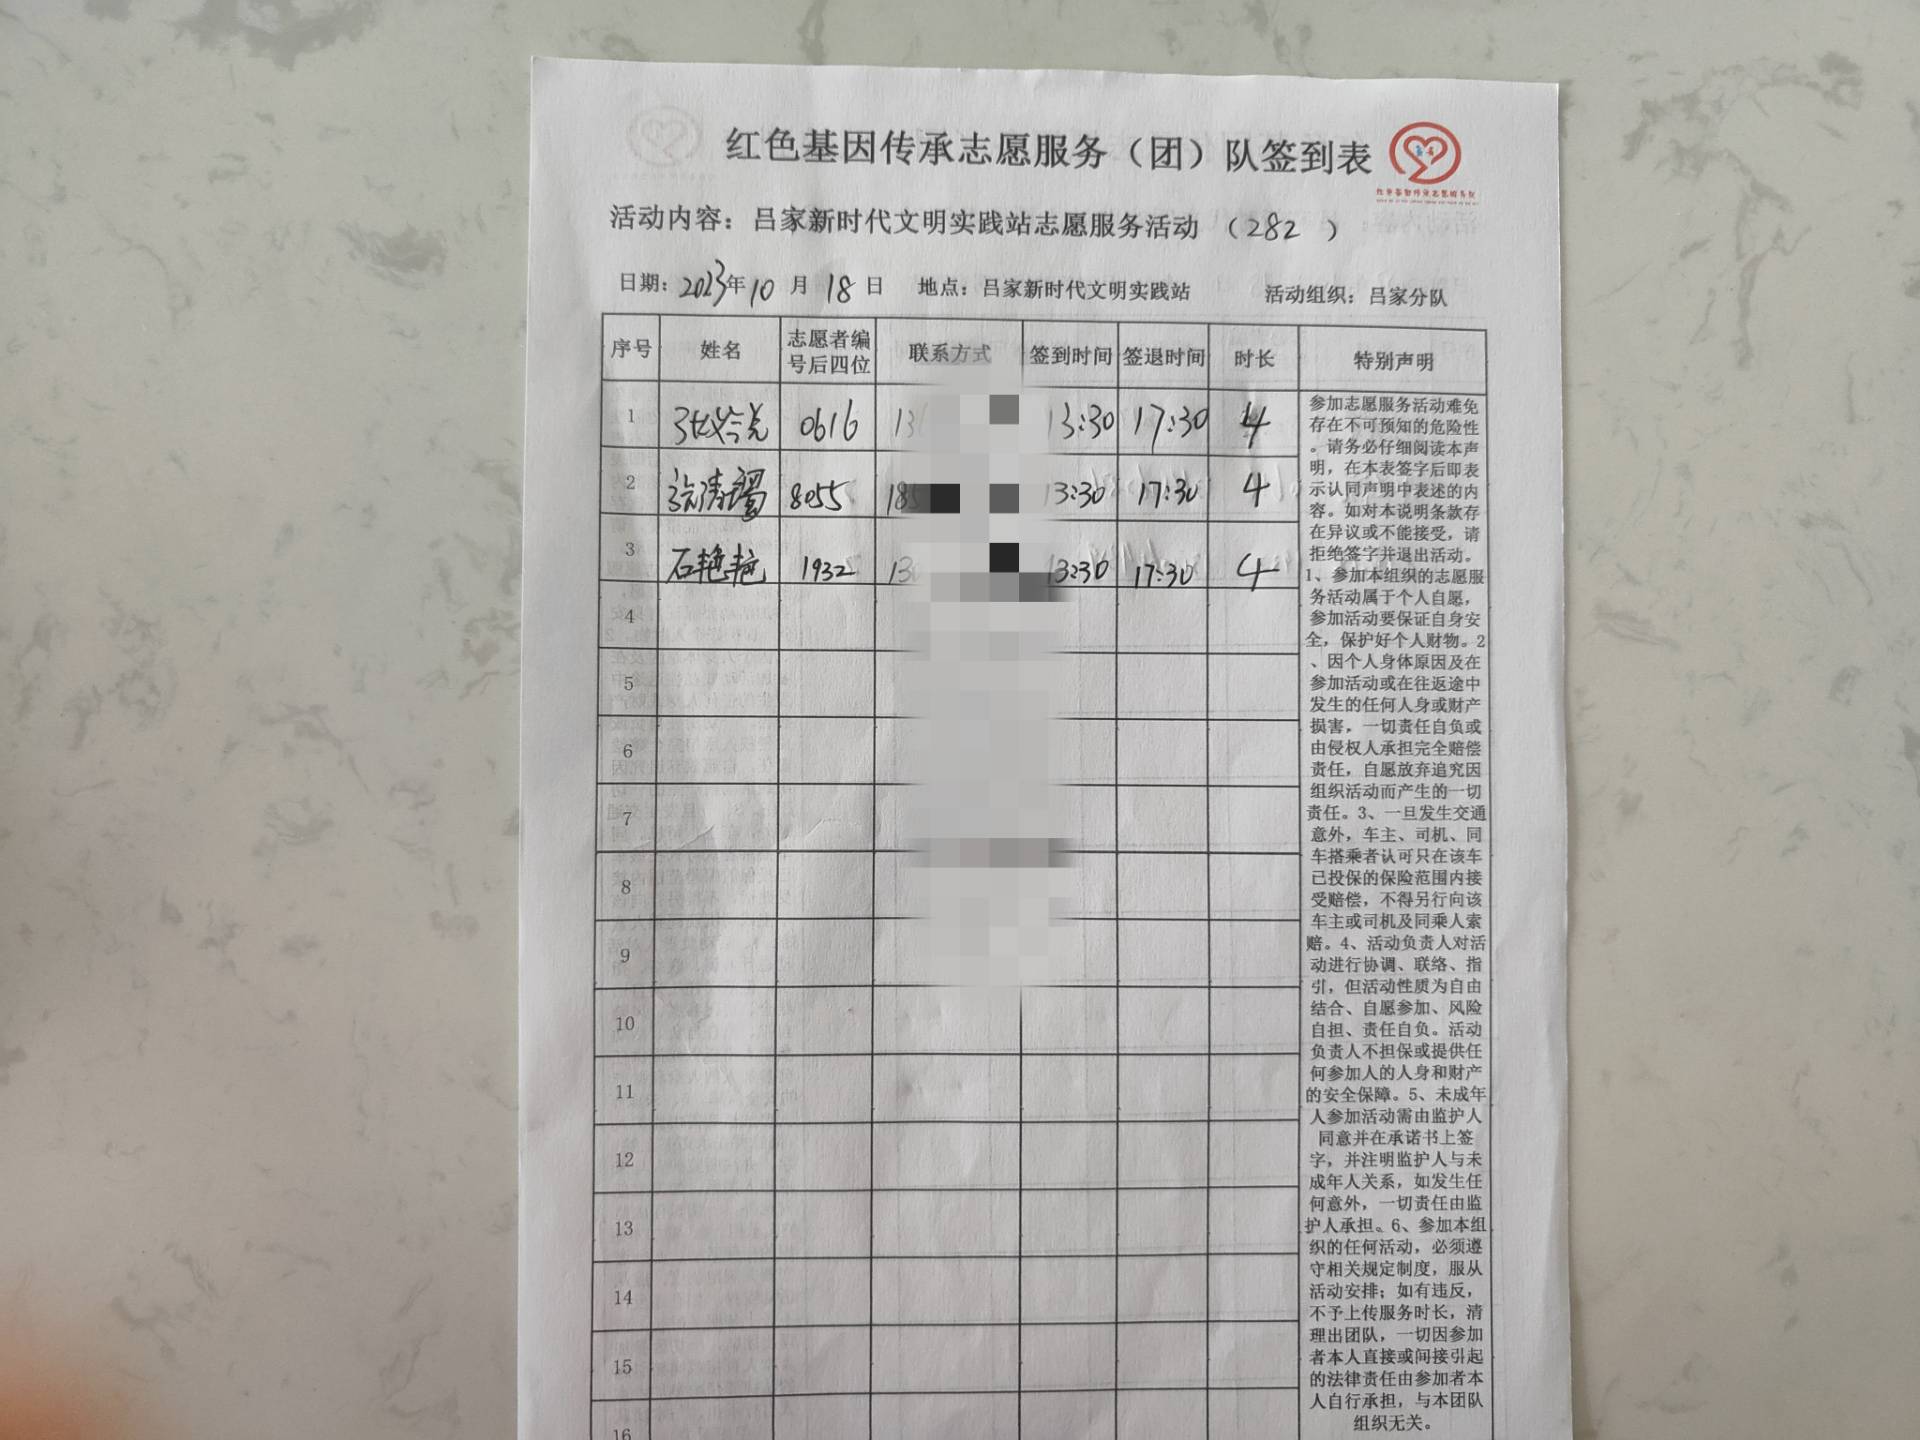 红色基因传承志愿服务（团）队签到表
活动内容：吕家新时代文明实践站志愿服务活动 （282 ）
日期：2023年10月18日 地点：吕家新时代文明实践站 活动组织：吕家分队
序号 姓名 志愿者编号后四位 联系方式 签到时间 签退时间 时长 特别声明
1 0616 13 13:30 17:30 4
2 8055 185 13:30 17:30 4
3 石艳艳 1932 13 13:30 17:30 4
4
5
6
7
8
9
10
11
12
13
14
15
16
参加志愿服务活动难免
存在不可预知的危险性
。请务必仔细阅读本声
明，在本表签字后即表
示认同声明中表述的内
容。如对本说明条款存
在异议或不能接受，请
拒绝签字并退出活动。
1、参加本组织的志愿服
务活动属于个人自愿，
参加活动要保证自身安
全，保护好个人财物。2
、因个人身体原因及在
参加活动或在往返途中
发生的任何人身或财产
损害，一切责任自负或
由侵权人承担完全赔偿
责任，自愿放弃追究因
组织活动而产生的一切
责任。3、一旦发生交通
意外，车主、司机、同
车搭乘者认可只在该车
已投保的保险范围内接
受赔偿，不得另行向该
车主或司机及同乘人索
赔。4、活动负责人对活
动进行协调、联络、指
引，但活动性质为自由
结合、自愿参加、风险
自担、责任自负。活动
负责人不担保或提供任
何参加人的人身和财产
的安全保障。5、未成年
人参加活动需由监护人
同意并在承诺书上签
字，并注明监护人与未
成年人关系，如发生任
何意外，一切责任由监
护人承担。6、参加本组
织的任何活动，必须遵
守相关规定制度，服从
活动安排；如有违反，
不予上传服务时长，清
理出团队，一切因参加
者本人直接或间接引起
的法律责任由参加者本
人自行承担，与本团队
组织无关。